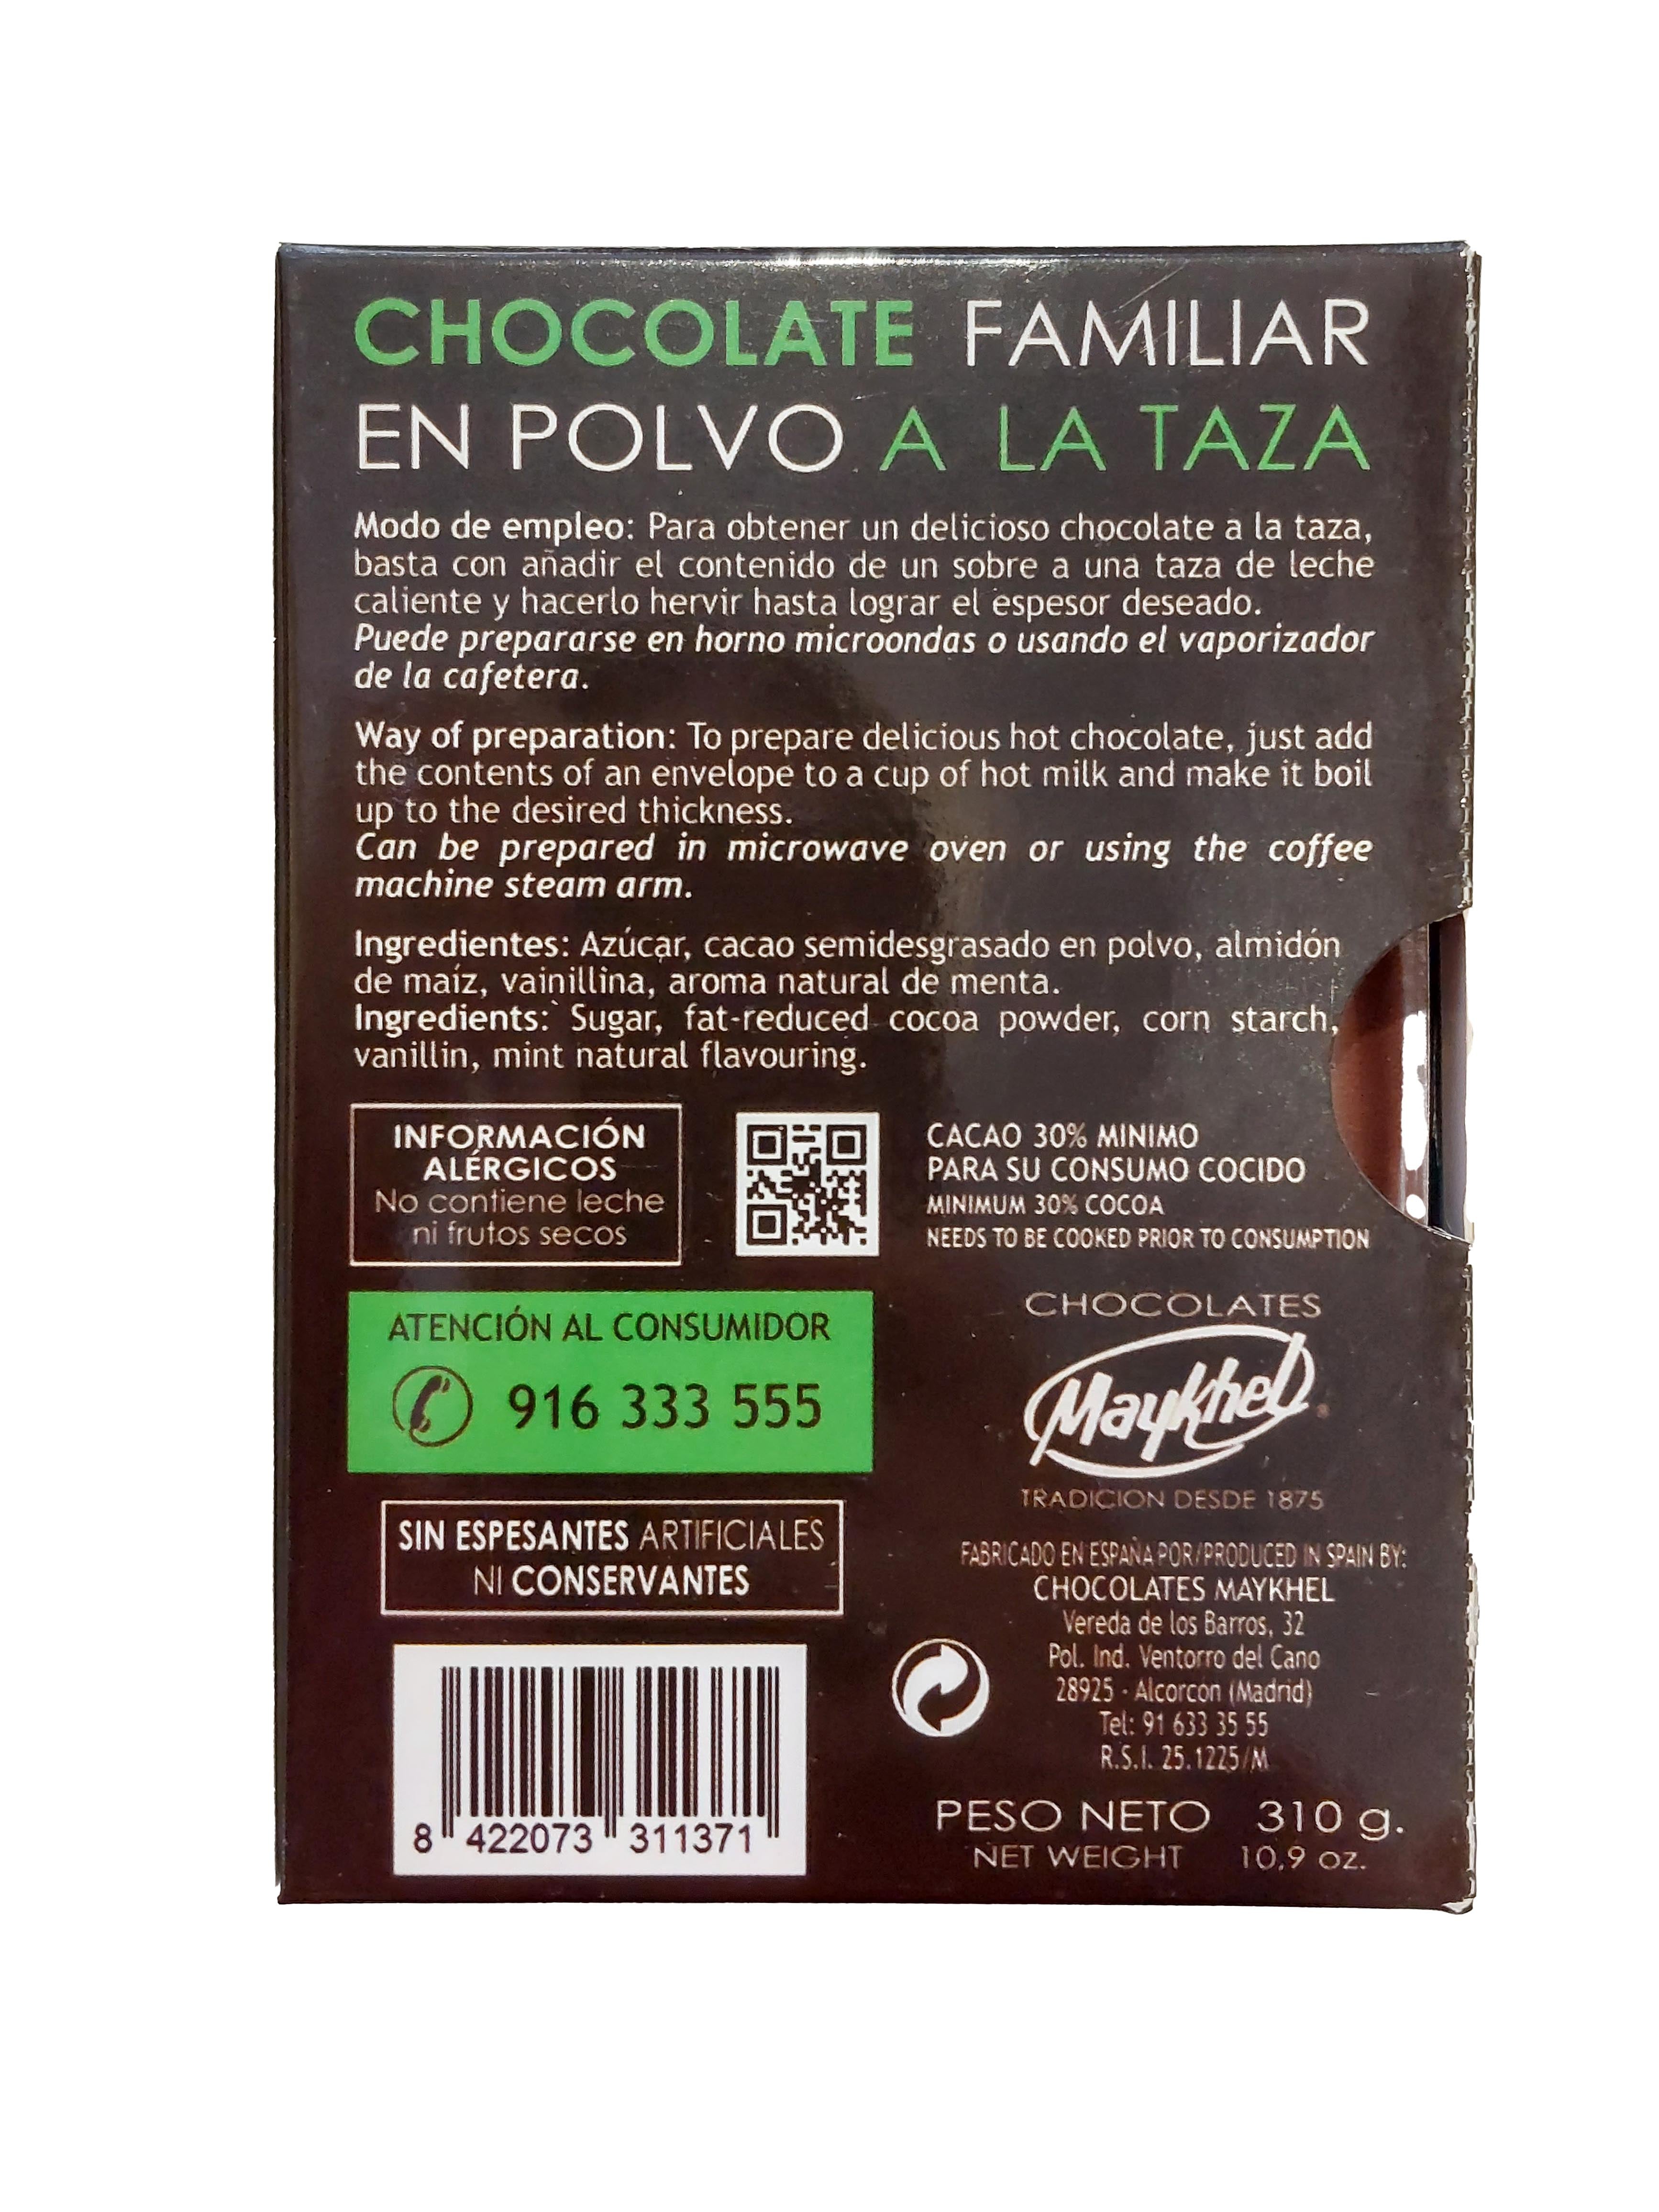 CHOCOLATE FAMILIAR
EN POLVO A LA TAZA
Modo de empleo: Para obtener un delicioso chocolate a la taza,
basta con añadir el contenido de un sobre a una taza de leche
caliente y hacerlo hervir hasta lograr el espesor deseado.
Puede prepararse en horno microondas o usando el vaporizador
de la cafetera.
Way of preparation: To prepare delicious hot chocolate, just add
the contents of an envelope to a cup of hot milk and make it boil
up to the desired thickness.
Can be prepared in microwave oven or using the coffee
machine steam arm.
Ingredientes: Azúcar, cacao semidesgrasado en polvo, almidón
de maíz, vainillina, aroma natural de menta.
Ingredients: Sugar, fat-reduced cocoa powder, corn starch,
vanillin, mint natural flavouring.
INFORMACIÓN
ALÉRGICOS
No contiene leche
ni frutos secos
CACAO 30% MINIMO
PARA SU CONSUMO COCIDO
MINIMUM 30% COCOA
NEEDS TO BE COOKED PRIOR TO CONSUMPTION
ATENCIÓN AL CONSUMIDOR
916 333 555
SIN ESPESANTES ARTIFICIALES
NI CONSERVANTES
8 422073 311371
CHOCOLATES
Maykhel
TRADICION DESDE 1875
FABRICADO EN ESPAÑA POR/PRODUCED IN SPAIN BY:
CHOCOLATES MAYKHEL
Vereda de los Barros, 32
Pol. Ind. Ventorro del Cano
28925 - Alcorcón (Madrid)
Tel: 91 633 35 55
R.S.I. 25.1225/M
PESO NETO 310 g.
NET WEIGHT 10,9 oz.